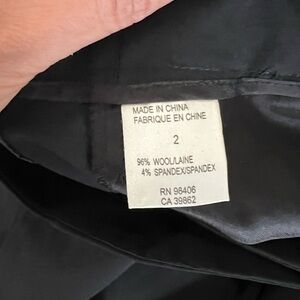 MADE IN CHINA
FABRIQUE EN CHINE
2
96% WOOL/LAINE
4% SPANDEX/SPANDEX
RN 98406
CA 39862